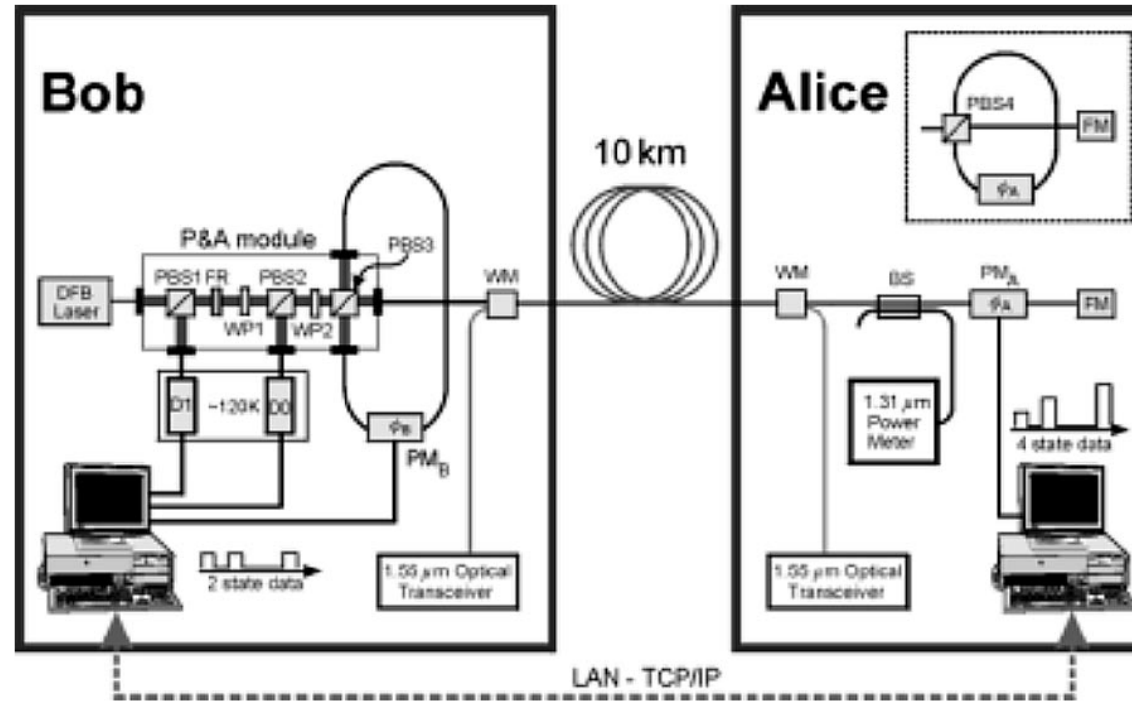 Bob
Alice
PBS4
FM
φA
10 km
P&A module
PBS3
PBS1 FR
PBS2
WM
WM
BS
PMA
DFB
Laser
WP1
WP2
φA
FM
D1
~120K
D0
φB
PMB
1.31 μm
Power
Meter
4 state data
2 state data
1.55 μm Optical
Transceiver
1.55 μm Optical
Transceiver
LAN - TCP/IP